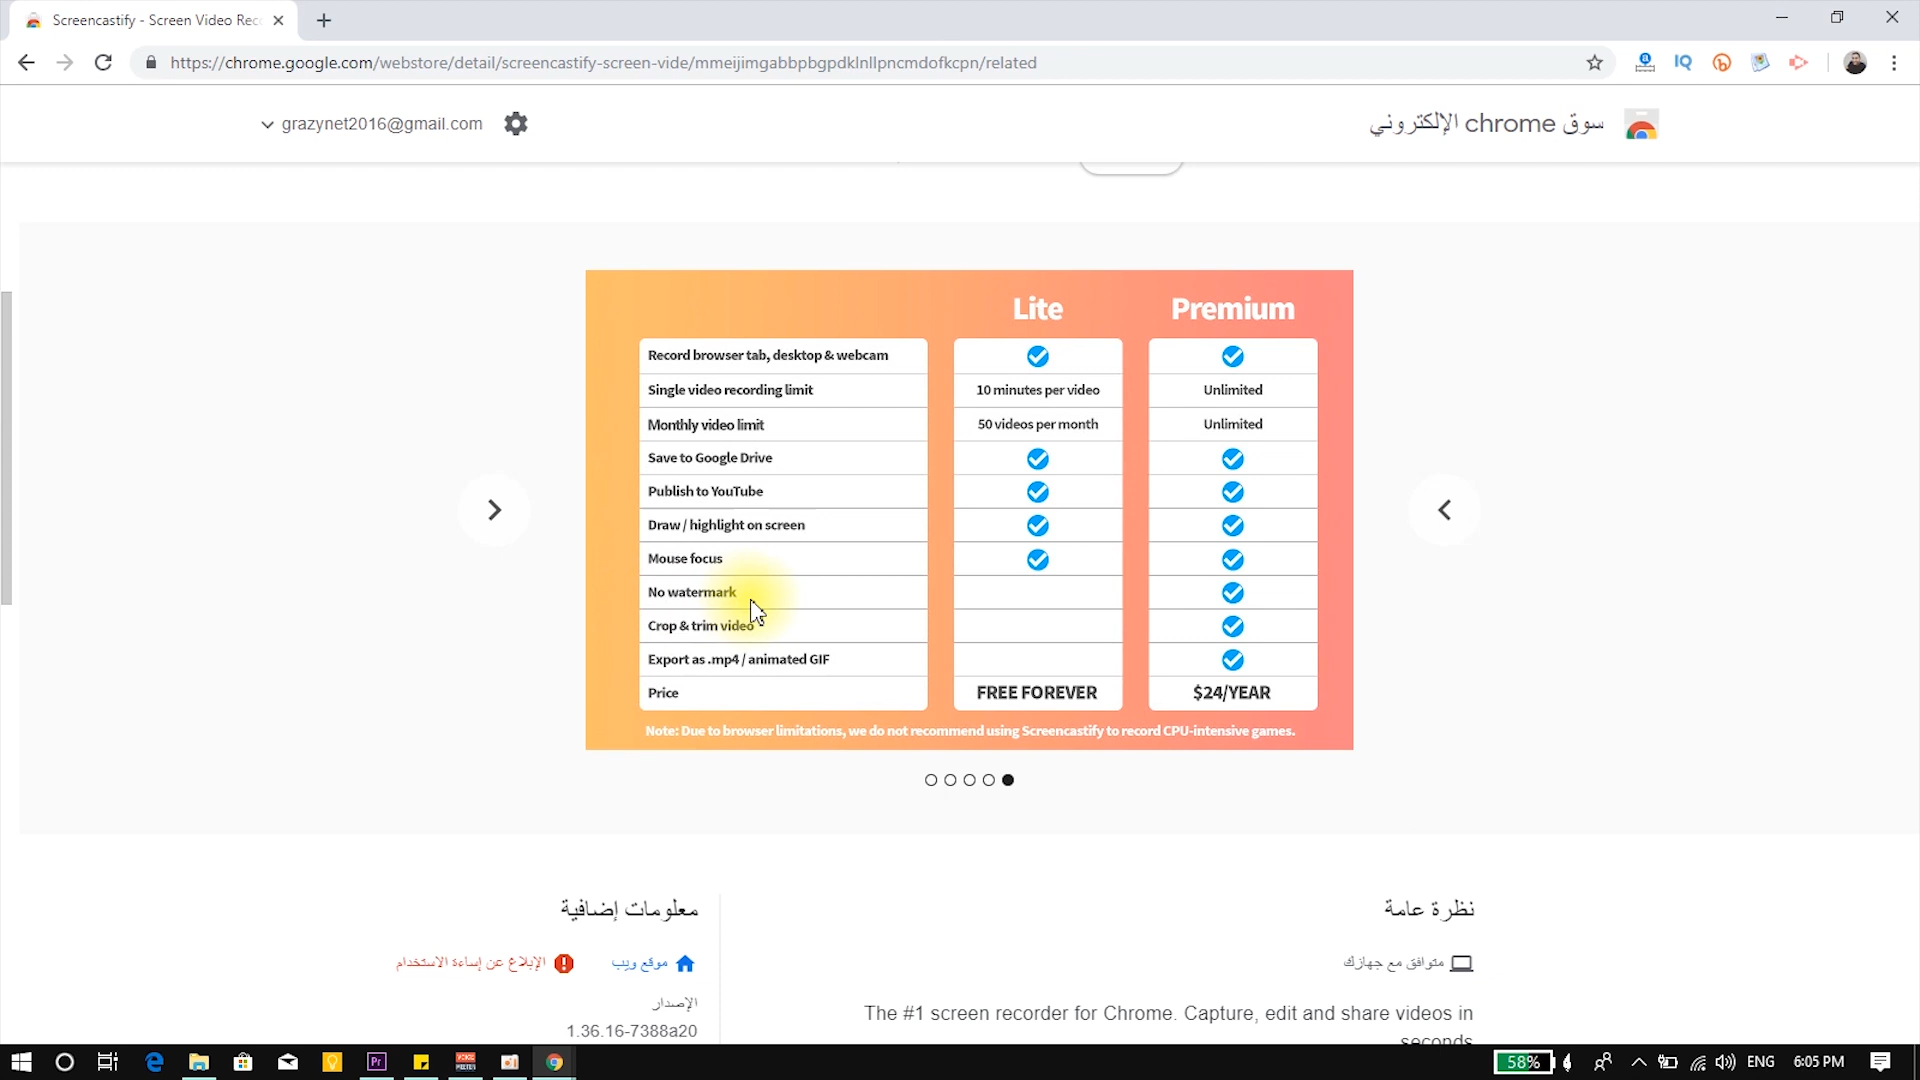 Screencastify - Screen Video Rec
https://chrome.google.com/webstore/detail/screencastify-screen-vide/mmeijimgabbpbgpdklnllpncmdofkcpn/related
IQ
سوق chrome الإلكتروني
grazynet2016@gmail.com
Lite Premium
Record browser tab, desktop & webcam
Single video recording limit 10 minutes per video Unlimited
Monthly video limit 50 videos per month Unlimited
Save to Google Drive
Publish to YouTube
Draw / highlight on screen
Mouse focus
No watermark
Crop & trim video
Export as .mp4 / animated GIF
Price FREE FOREVER $24/YEAR
Note: Due to browser limitations, we do not recommend using Screencastify to record CPU-intensive games.
نظرة عامة
متوافق مع جهازك
The #1 screen recorder for Chrome. Capture, edit and share videos in
seconds
معلومات إضافية
موقع ويب
الإبلاغ عن إساءة الاستخدام
الإصدار
1.36.16-7388a20
Pr
58%
ENG
6:05 PM